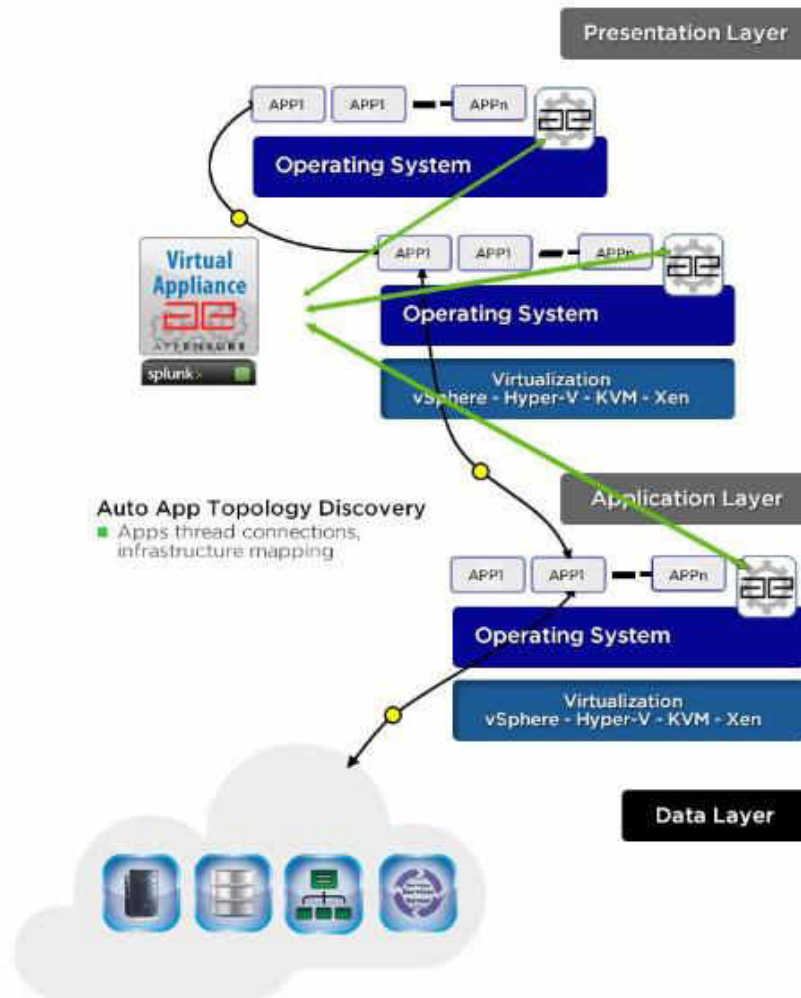 Presentation Layer
APP1 APP1 APPn
Operating System
APP1 APP1 APPn
Virtual
Appliance
APPENSURE
splunk>
Operating System
Virtualization
vSphere - Hyper-V - KVM - Xen
Application Layer
Auto App Topology Discovery
Apps thread connections,
infrastructure mapping
APP1 APP1 APPn
Operating System
Virtualization
vSphere - Hyper-V - KVM - Xen
Data Layer
Services